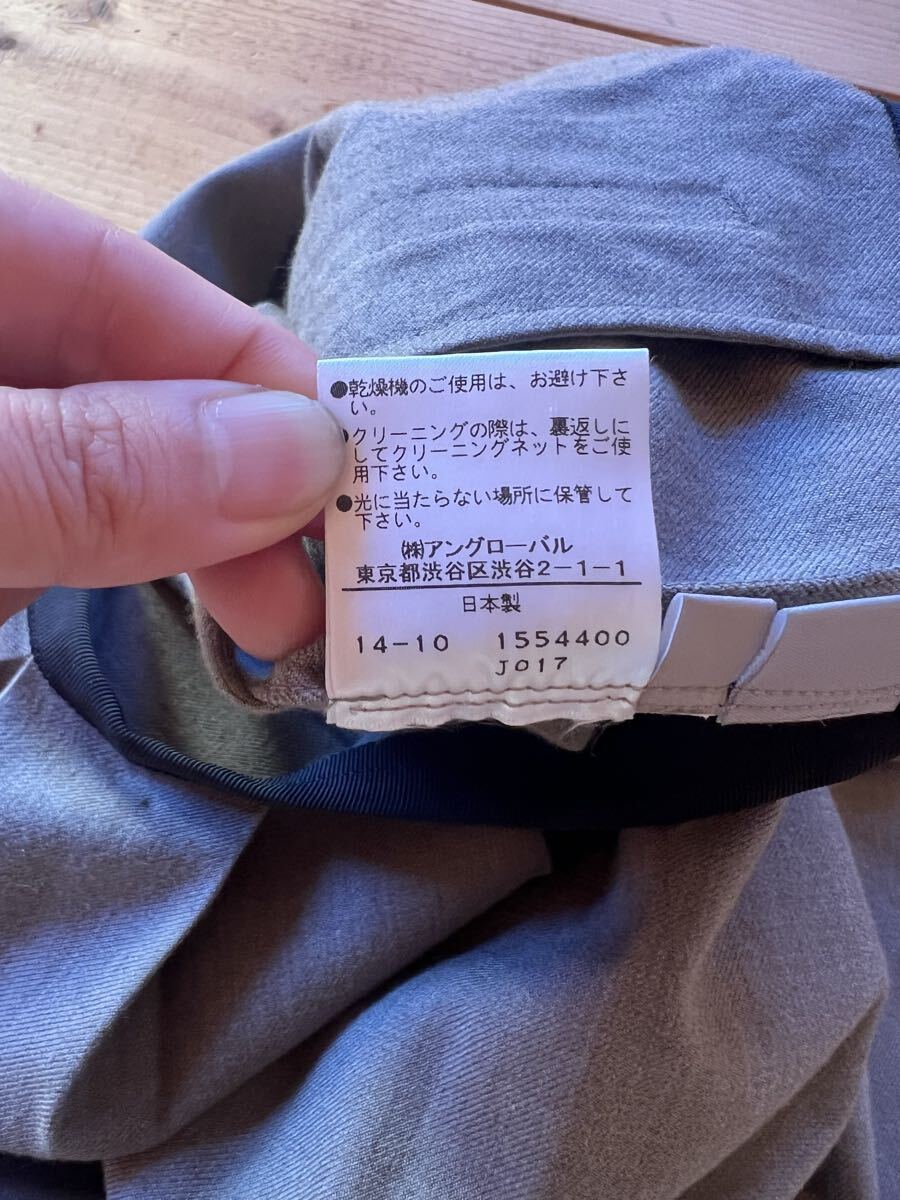 ●乾燥機のご使用は、お避け下さ
い。
●クリーニングの際は、裏返しに
してクリーニングネットをご使
用下さい。
●光に当たらない場所に保管して
下さい。
㈱アングローバル
東京都渋谷区渋谷2-1-1
日本製
14-10 1554400
J017